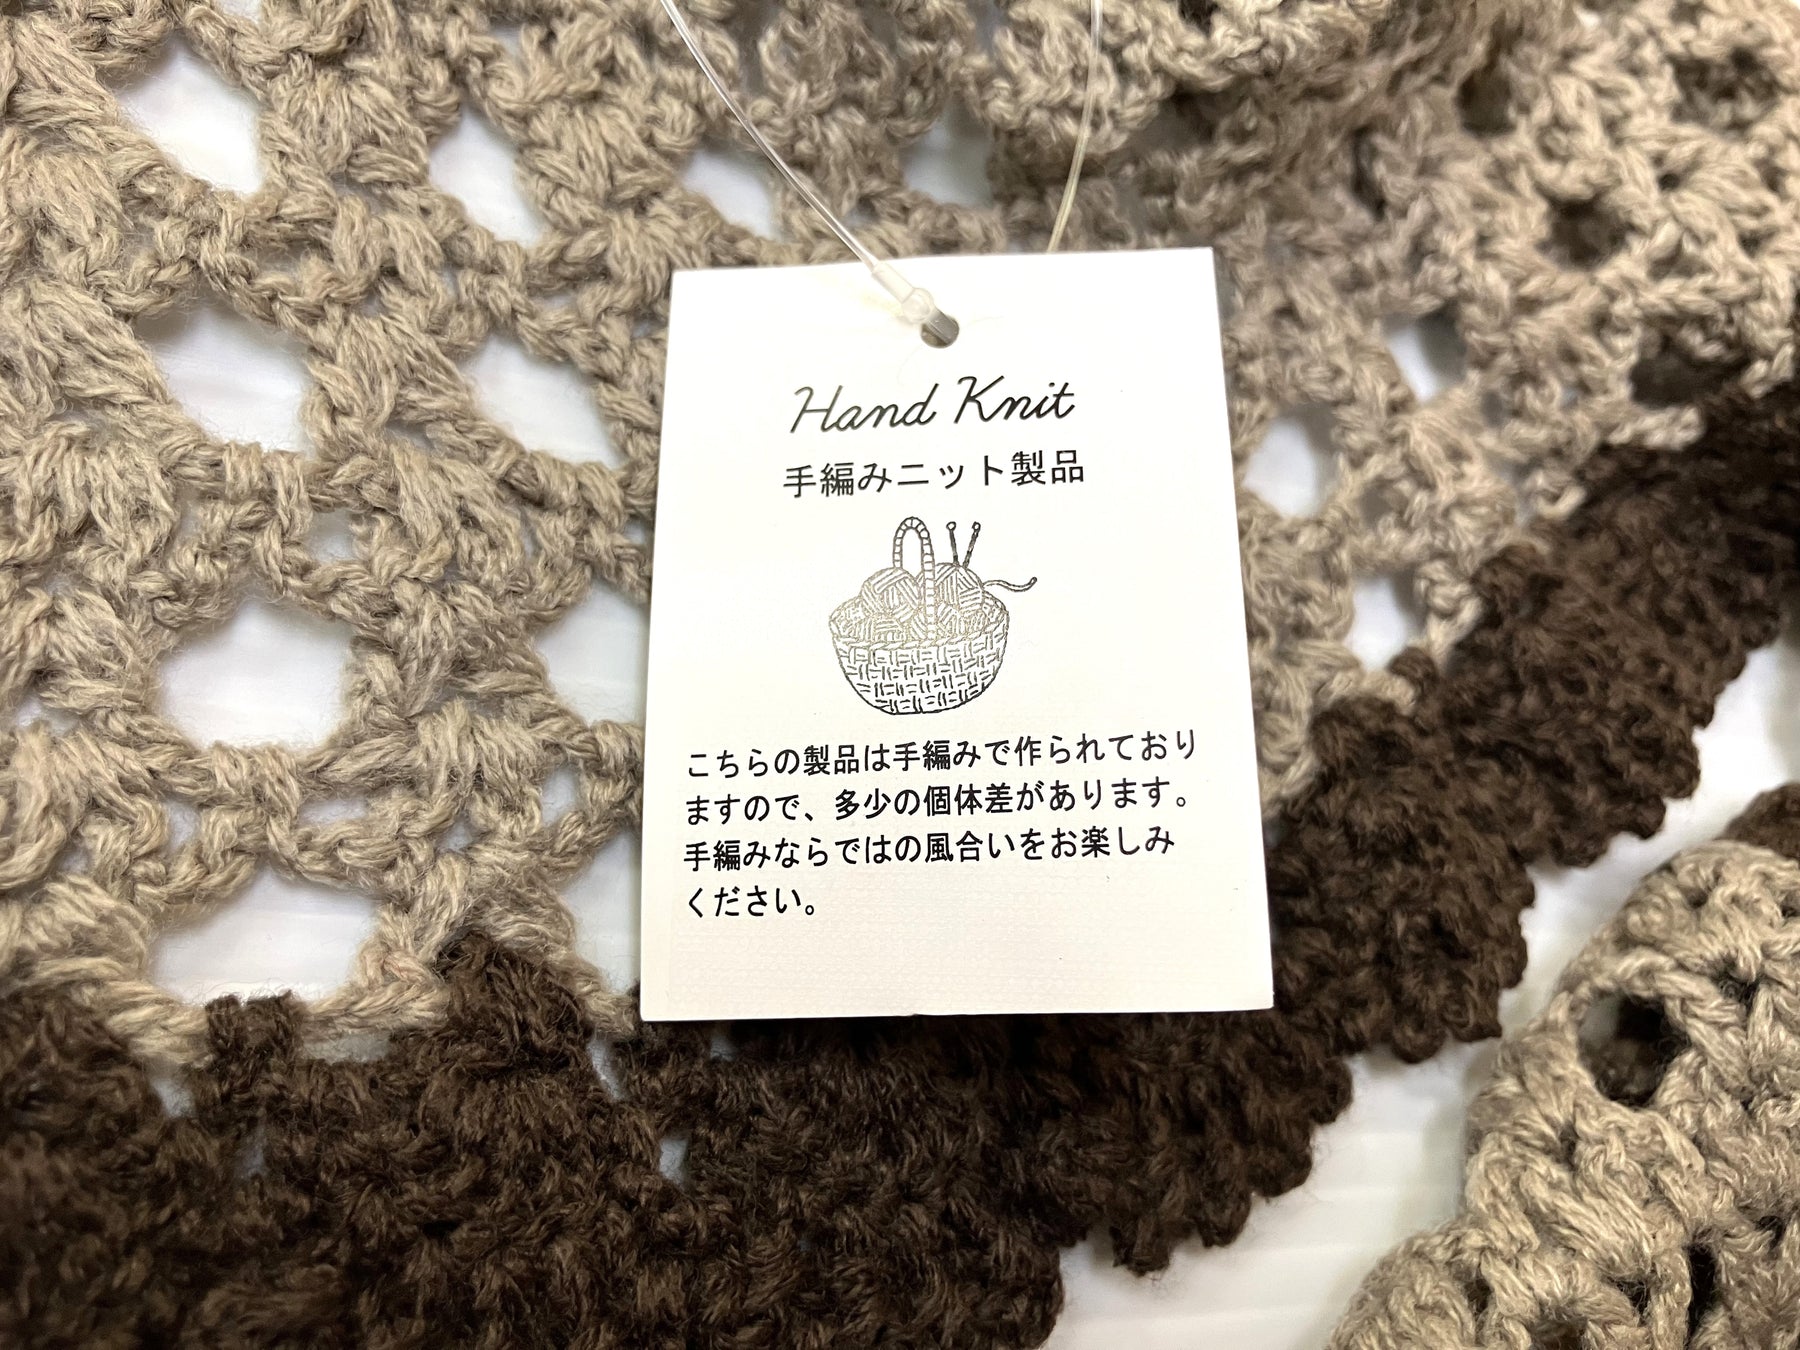 Hand Knit
手編みニット製品
こちらの製品は手編みで作られており
ますので、多少の個体差があります。
手編みならではの風合いをお楽しみ
ください。